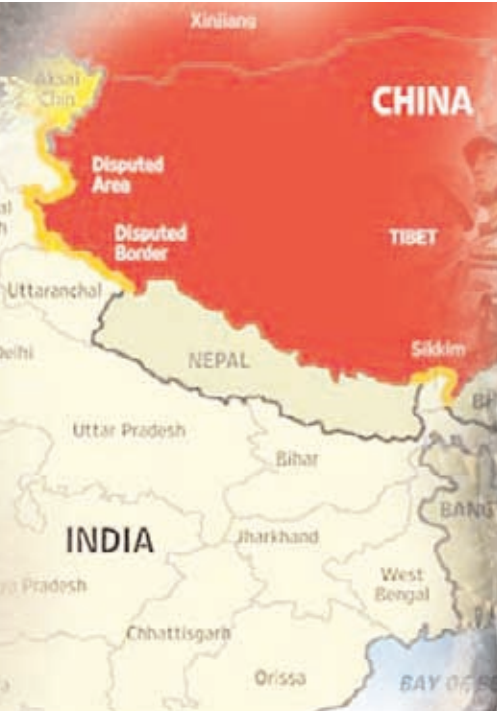 Xinjiang
Aksai
Chin
CHINA
Disputed
Area
TIBET
Disputed
Border
Uttaranchal
Sikkim
NEPAL
Uttar Pradesh
Bihar
BANG
INDIA
Jharkhand
West
Bengal
Pradesh
Chhattisgarh
Orissa
BAY OF